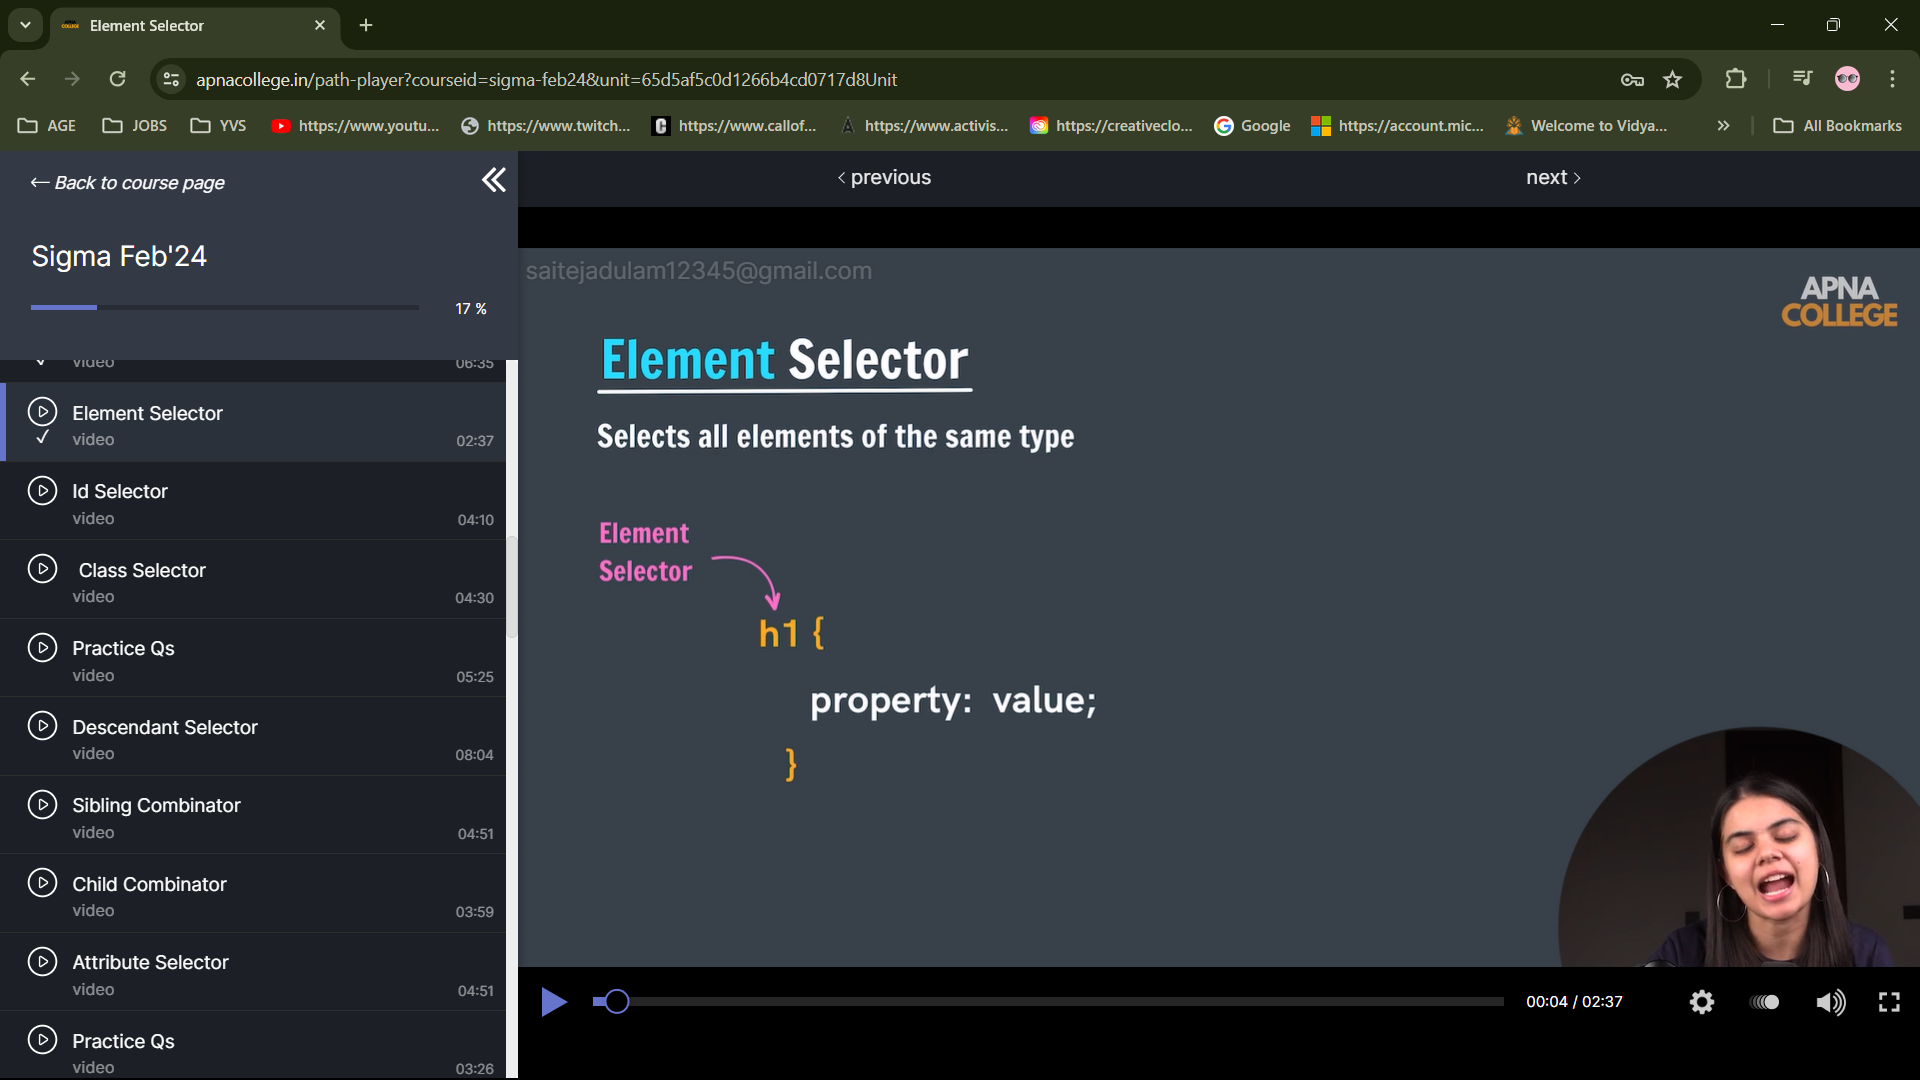 Element Selector
apnacollege.in/path-player?courseid=sigma-feb24&unit=65d5af5c0d1266b4cd0717d8Unit
AGE JOBS YVS https://www.youtu... https://www.twitch... https://www.callof... https://www.activis... https://creativeclo... Google https://account.mic... Welcome to Vidya... » All Bookmarks
← Back to course page
‹ previous
next ›
Sigma Feb'24
17 %
video 06:35
Element Selector
video 02:37
Id Selector
video 04:10
Class Selector
video 04:30
Practice Qs
video 05:25
Descendant Selector
video 08:04
Sibling Combinator
video 04:51
Child Combinator
video 03:59
Attribute Selector
video 04:51
Practice Qs
video 03:26
saitejadulam12345@gmail.com
APNA
COLLEGE
Element Selector
Selects all elements of the same type
Element
Selector
h1 {
property: value;
}
00:04 / 02:37